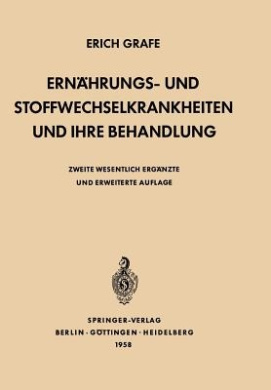 ERICH GRAFE
ERNÄHRUNGS- UND
STOFFWECHSELKRANKHEITEN
UND IHRE BEHANDLUNG
ZWEITE WESENTLICH ERGÄNZTE
UND ERWEITERTE AUFLAGE
SPRINGER-VERLAG
BERLIN · GÖTTINGEN · HEIDELBERG
1958